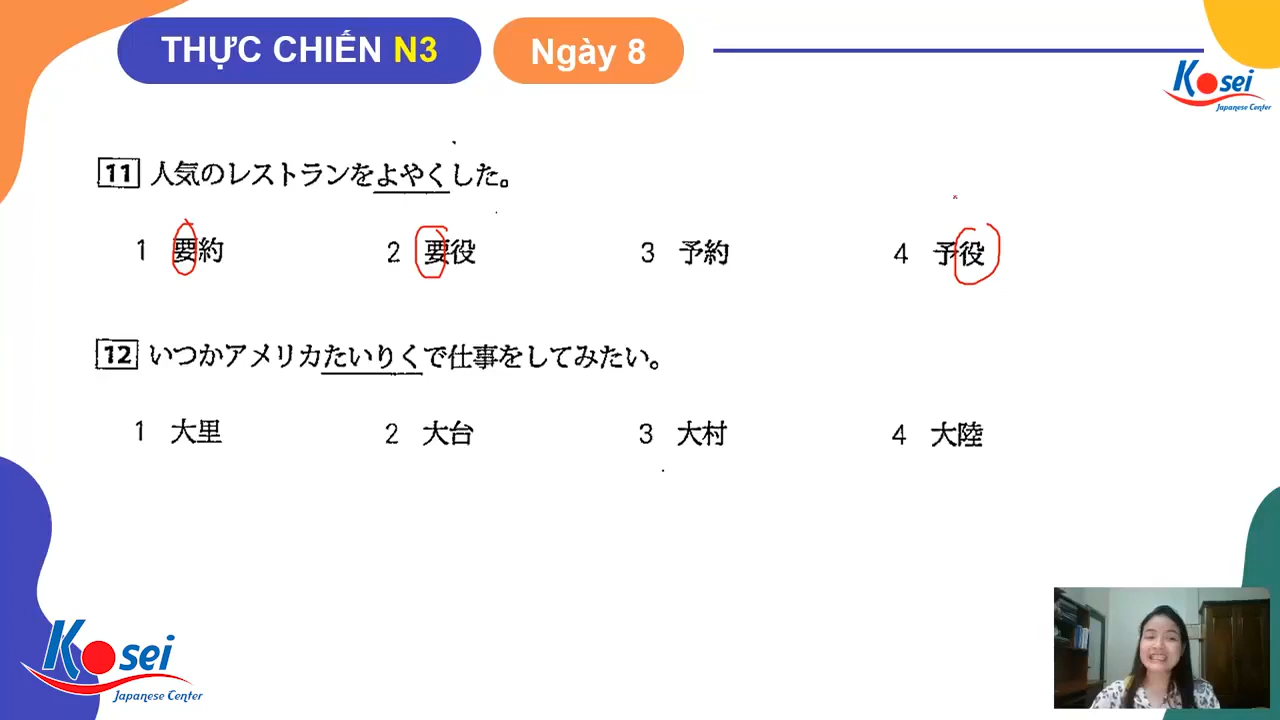 THỰC CHIẾN N3
Ngày 8
Kosei
Japanese Center
11 人気のレストランをよやくした。
1 要約 2 要役 3 予約 4 予役
12 いつかアメリカたいりくで仕事をしてみたい。
1 大里 2 大台 3 大村 4 大陸
Kosei
Japanese Center